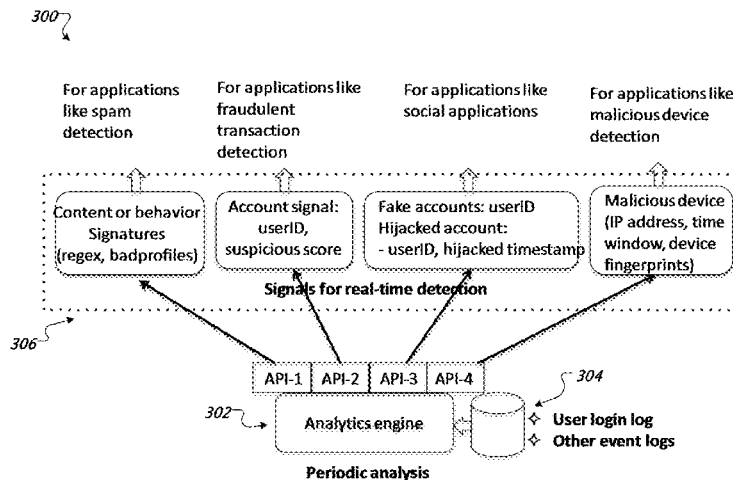 300
For applications
like spam
detection
For applications like
fraudulent
transaction
detection
For applications like
social applications
For applications like
malicious device
detection
Content or behavior
Signatures
(regex, badprofiles)
Account signal:
userID,
suspicious score
Fake accounts: userID
Hijacked account:
- userID, hijacked timestamp
Malicious device
(IP address, time
window, device
fingerprints)
Signals for real-time detection
306
API-1
API-2
API-3
API-4
304
302
Analytics engine
✧ User login log
✧ Other event logs
Periodic analysis